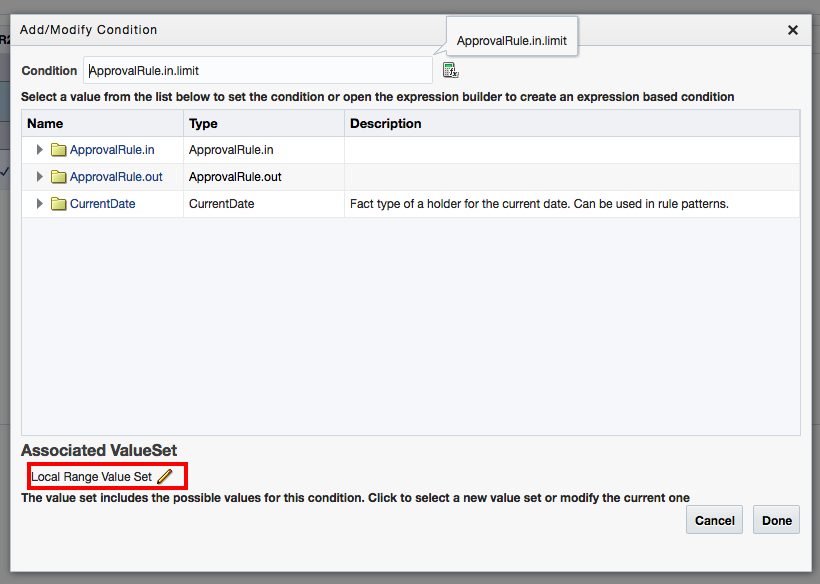 Add/Modify Condition
ApprovalRule.in.limit
R2
Condition ApprovalRule.in.limit
Select a value from the list below to set the condition or open the expression builder to create an expression based condition
Name Type Description
ApprovalRule.in ApprovalRule.in
ApprovalRule.out ApprovalRule.out
CurrentDate CurrentDate Fact type of a holder for the current date. Can be used in rule patterns.
Associated ValueSet
Local Range Value Set
The value set includes the possible values for this condition. Click to select a new value set or modify the current one
Cancel Done